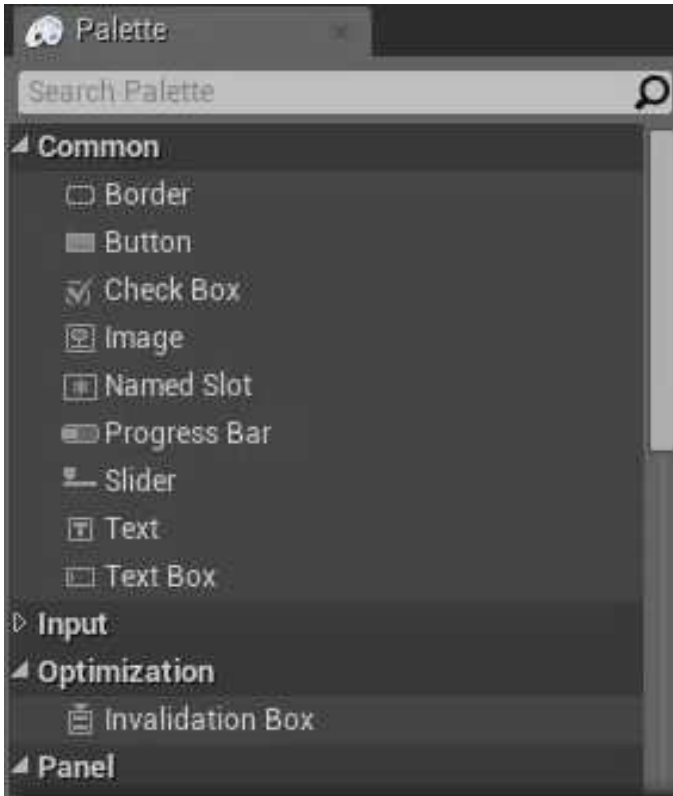 Palette
Search Palette
Common
Border
Button
Check Box
Image
Named Slot
Progress Bar
Slider
Text
Text Box
Input
Optimization
Invalidation Box
Panel